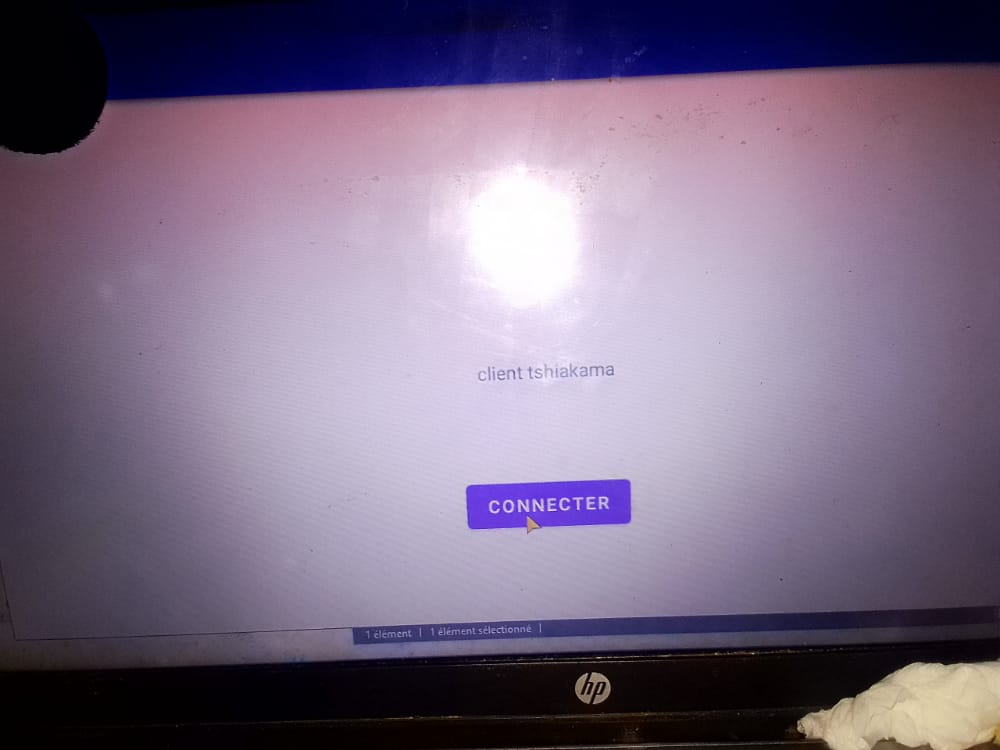 client tshiakama
CONNECTER
1 élément | 1 élément sélectionné |
hp